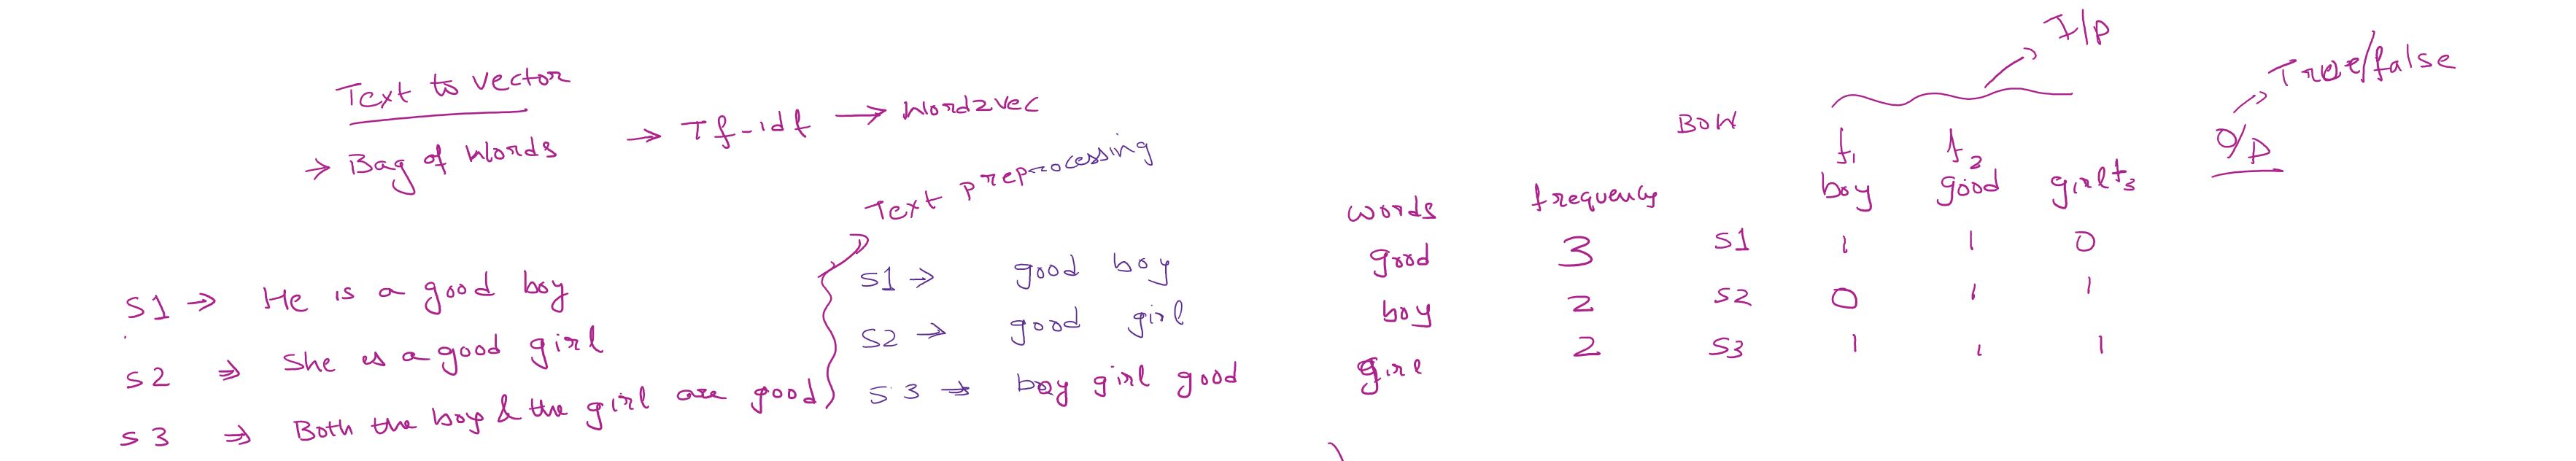 Text to vector
→ Bag of Words → Tf-idf → Word2vec
S1 → He is a good boy
S2 ⇒ She is a good girl
S3 ⇒ Both the boy & the girl are good
Text preprocessing
S1 → good boy
S2 → good girl
S3 → boy girl good
words frequency
good 3
boy 2
girl 2
BOW
I/p
f1 f2 f3
boy good girl
O/p
True/false
S1 1 1 0
S2 0 1 1
S3 1 1 1